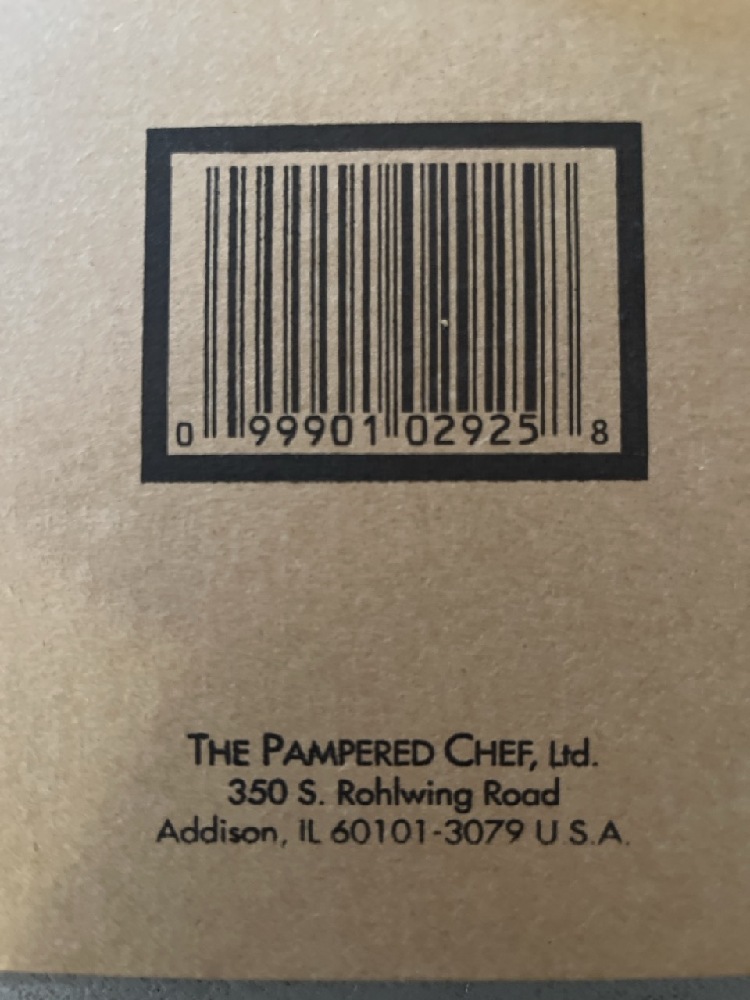 0 99901 02925 8
THE PAMPERED CHEF, Ltd.
350 S. Rohlwing Road
Addison, IL 60101-3079 U.S.A.